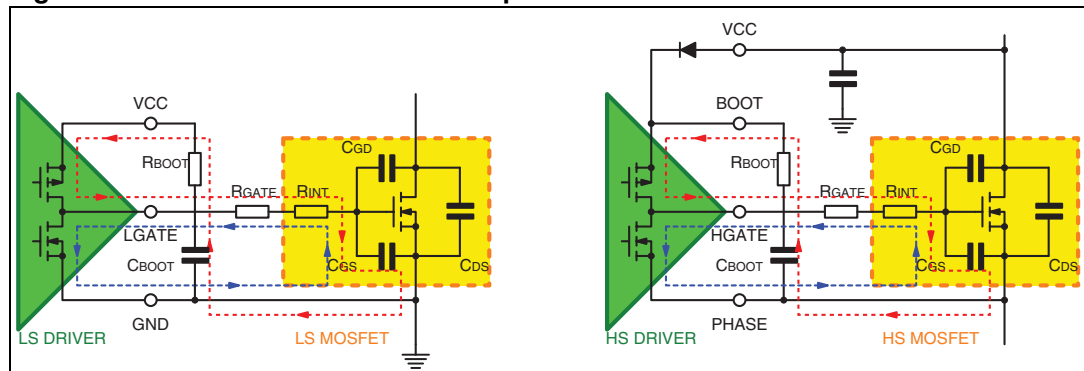 VCC
RBOOT
CGD
RGATE
RINT
LGATE
CBOOT
CGS
CDS
GND
LS DRIVER
LS MOSFET
VCC
BOOT
RBOOT
CGD
RGATE
RINT
HGATE
CBOOT
CGS
CDS
PHASE
HS DRIVER
HS MOSFET